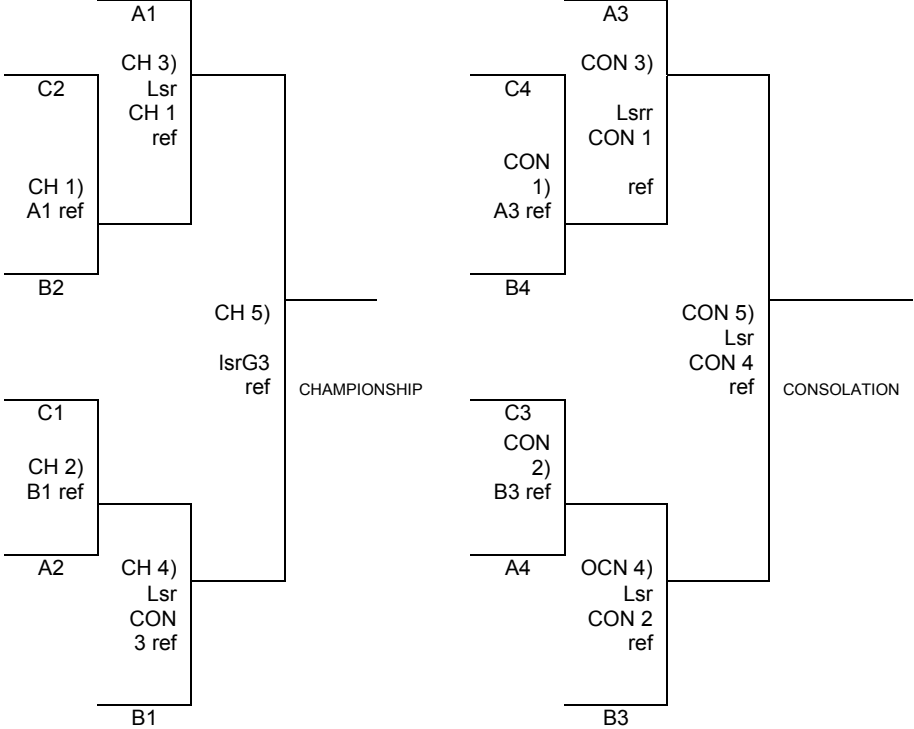 A1
CH 3)
Lsr
CH 1
ref
C2
CH 1)
A1 ref
B2
CH 5)
lsrG3
ref
CHAMPIONSHIP
C1
CH 2)
B1 ref
A2
CH 4)
Lsr
CON
3 ref
B1
A3
CON 3)
Lsrr
CON 1
ref
C4
CON
1)
A3 ref
B4
CON 5)
Lsr
CON 4
ref
CONSOLATION
C3
CON
2)
B3 ref
A4
OCN 4)
Lsr
CON 2
ref
B3